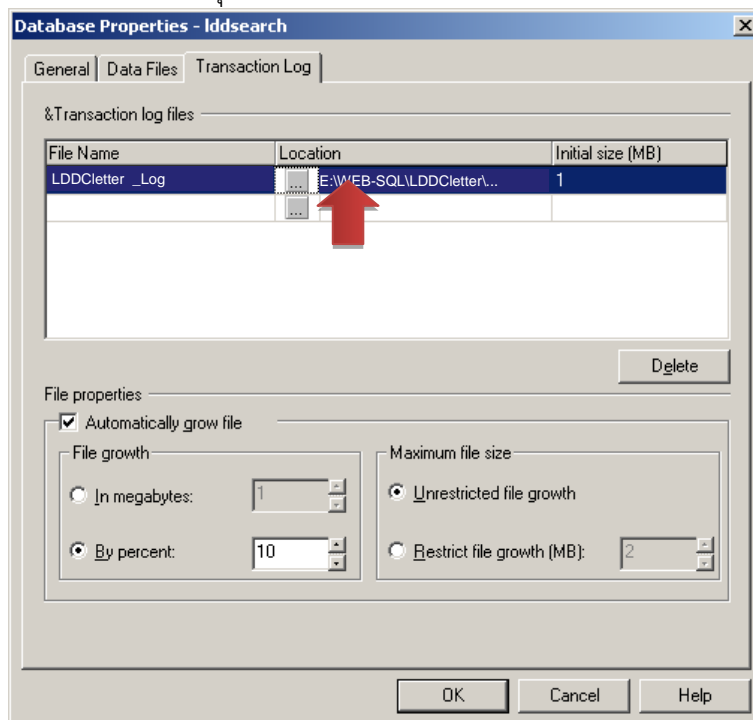 Database Properties - lddsearch
General Data Files Transaction Log
&Transaction log files
File Name Location Initial size (MB)
LDDCletter _Log ... E:\WEB-SQL\LDDCletter\... 1
...
Delete
File properties
Automatically grow file
File growth Maximum file size
In megabytes: 1 Unrestricted file growth
By percent: 10 Restrict file growth (MB): 2
OK Cancel Help